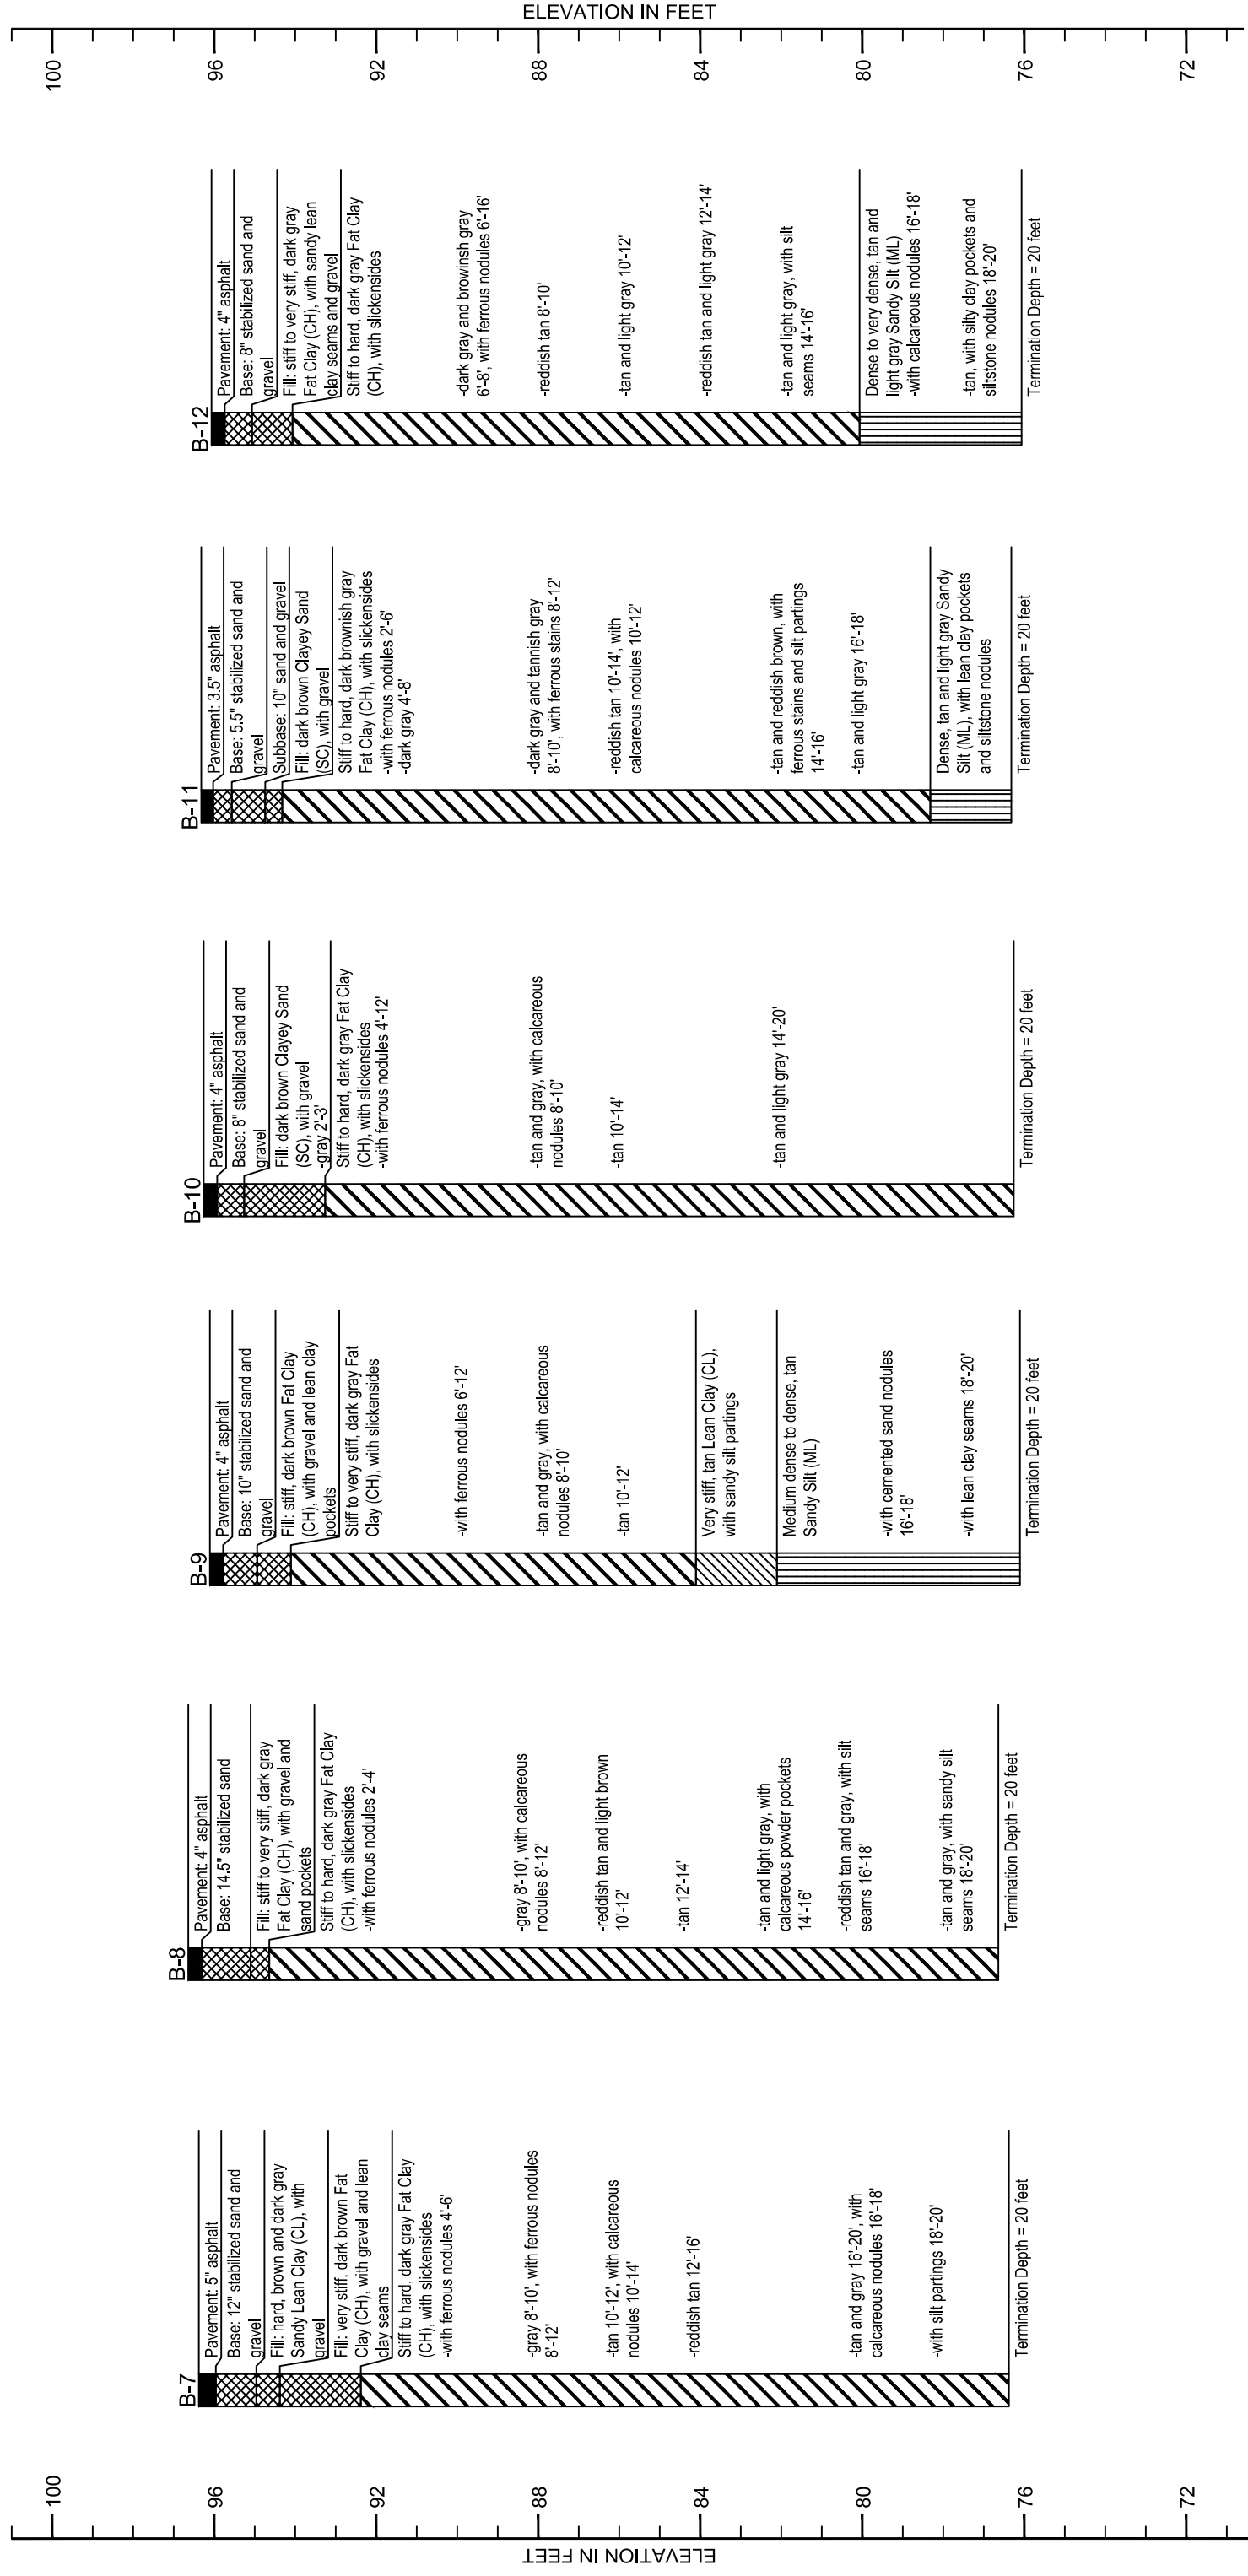 ELEVATION IN FEET
100
96
92
88
84
80
76
72
B-7
Pavement: 5" asphalt
Base: 12" stabilized sand and
gravel
Fill: hard, brown and dark gray
Sandy Lean Clay (CL), with
gravel
Fill: very stiff, dark brown Fat
Clay (CH), with gravel and lean
clay seams
Stiff to hard, dark gray Fat Clay
(CH), with slickensides
-with ferrous nodules 4'-6'
-gray 8'-10', with ferrous nodules
8'-12'
-tan 10'-12', with calcareous
nodules 10'-14'
-reddish tan 12'-16'
-tan and gray 16'-20', with
calcareous nodules 16'-18'
-with silt partings 18'-20'
Termination Depth = 20 feet
B-8
Pavement: 4" asphalt
Base: 14.5" stabilized sand
Fill: stiff to very stiff, dark gray
Fat Clay (CH), with gravel and
sand pockets
Stiff to hard, dark gray Fat Clay
(CH), with slickensides
-with ferrous nodules 2'-4'
-gray 8'-10', with calcareous
nodules 8'-12'
-reddish tan and light brown
10'-12'
-tan 12'-14'
-tan and light gray, with
calcareous powder pockets
14'-16'
-reddish tan and gray, with silt
seams 16'-18'
-tan and gray, with sandy silt
seams 18'-20'
Termination Depth = 20 feet
B-9
Pavement: 4" asphalt
Base: 10" stabilized sand and
gravel
Fill: stiff, dark brown Fat Clay
(CH), with gravel and lean clay
pockets
Stiff to very stiff, dark gray Fat
Clay (CH), with slickensides
-with ferrous nodules 6'-12'
-tan and gray, with calcareous
nodules 8'-10'
-tan 10'-12'
Very stiff, tan Lean Clay (CL),
with sandy silt partings
Medium dense to dense, tan
Sandy Silt (ML)
-with cemented sand nodules
16'-18'
-with lean clay seams 18'-20'
Termination Depth = 20 feet
B-10
Pavement: 4" asphalt
Base: 8" stabilized sand and
gravel
Fill: dark brown Clayey Sand
(SC), with gravel
-gray 2'-3'
Stiff to hard, dark gray Fat Clay
(CH), with slickensides
-with ferrous nodules 4'-12'
-tan and gray, with calcareous
nodules 8'-10'
-tan 10'-14'
-tan and light gray 14'-20'
Termination Depth = 20 feet
B-11
Pavement: 3.5" asphalt
Base: 5.5" stabilized sand and
gravel
Subbase: 10" sand and gravel
Fill: dark brown Clayey Sand
(SC), with gravel
Stiff to hard, dark brownish gray
Fat Clay (CH), with slickensides
-with ferrous nodules 2'-6'
-dark gray 4'-8'
-dark gray and tannish gray
8'-10', with ferrous stains 8'-12'
-reddish tan 10'-14', with
calcareous nodules 10'-12'
-tan and reddish brown, with
ferrous stains and silt partings
14'-16'
-tan and light gray 16'-18'
Dense, tan and light gray Sandy
Silt (ML), with lean clay pockets
and siltstone nodules
Termination Depth = 20 feet
B-12
Pavement: 4" asphalt
Base: 8" stabilized sand and
gravel
Fill: stiff to very stiff, dark gray
Fat Clay (CH), with sandy lean
clay seams and gravel
Stiff to hard, dark gray Fat Clay
(CH), with slickensides
-dark gray and browinsh gray
6'-8', with ferrous nodules 6'-16'
-reddish tan 8'-10'
-tan and light gray 10'-12'
-reddish tan and light gray 12'-14'
-tan and light gray, with silt
seams 14'-16'
Dense to very dense, tan and
light gray Sandy Silt (ML)
-with calcareous nodules 16'-18'
-tan, with silty clay pockets and
siltstone nodules 18'-20'
Termination Depth = 20 feet
100
96
92
88
84
80
76
72
ELEVATION IN FEET